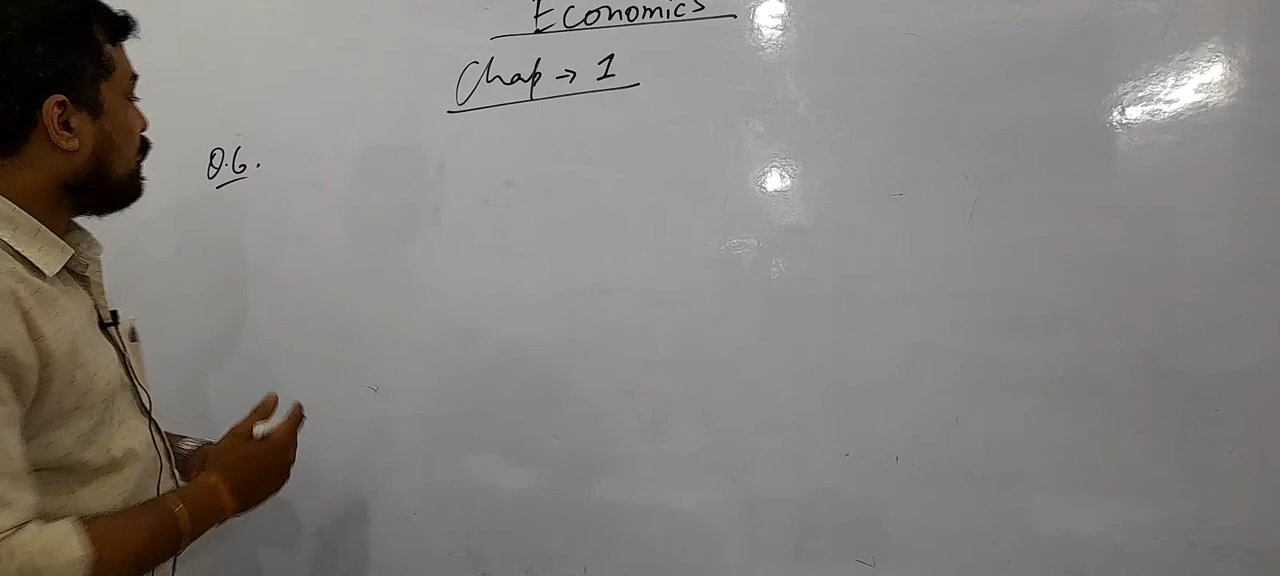 Economics
Chap → 1
Q.6.